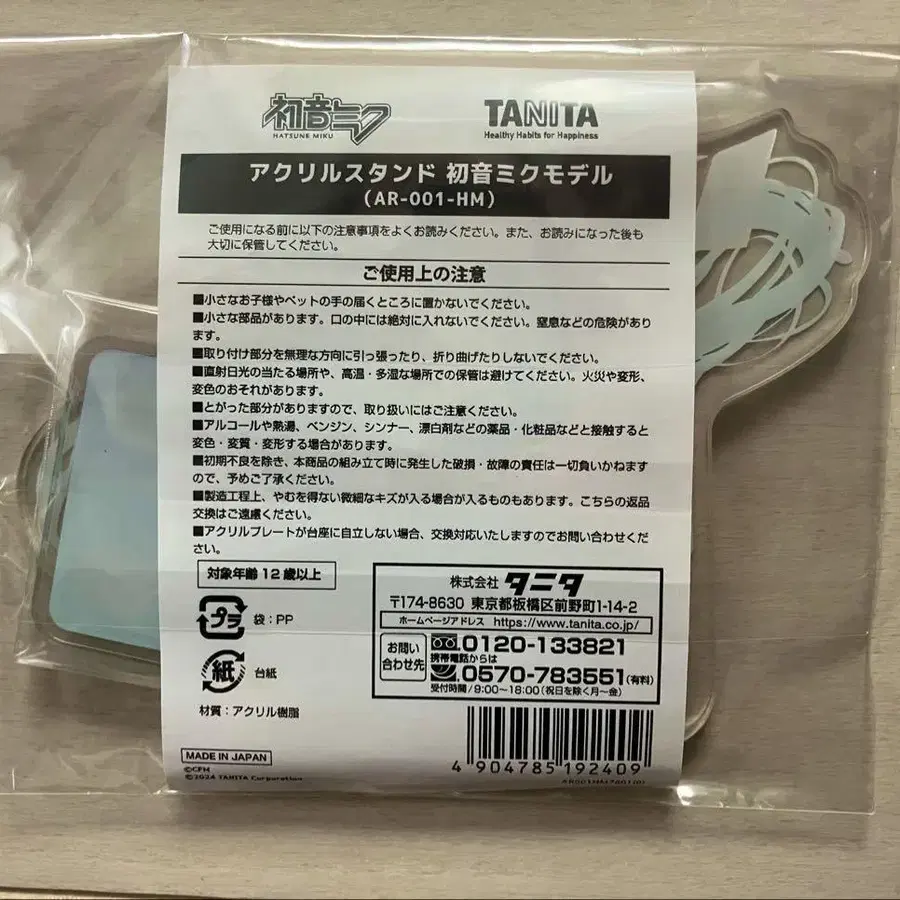 初音ミク
HATSUNE MIKU
TANITA
Healthy Habits for Happiness
アクリルスタンド 初音ミクモデル
(AR-001-HM)
ご使用になる前に以下の注意事項をよくお読みください。また、お読みになった後も
大切に保管してください。
ご使用上の注意
■小さなお子様やペットの手の届くところに置かないでください。
■小さな部品があります。口の中には絶対に入れないでください。窒息などの危険があり
ます。
■取り付け部分を無理な方向に引っ張ったり、折り曲げたりしないでください。
■直射日光の当たる場所や、高温・多湿な場所での保管は避けてください。火災や変形、
変色のおそれがあります。
■とがった部分がありますので、取り扱いにはご注意ください。
■アルコールや熱湯、ベンジン、シンナー、漂白剤などの薬品・化粧品などと接触すると
変色・変質・変形する場合があります。
■初期不良を除き、本商品の組み立て時に発生した破損・故障の責任は一切負いかねます
ので、予めご了承ください。
■製造工程上、やむを得ない微細なキズが入る場合が入るものもあります。こちらの返品
交換はご遠慮ください。
■アクリルプレートが台座に自立しない場合、交換対応いたしますのでお問い合わせくだ
さい。
対象年齢12歳以上
プラ
袋:PP
紙
台紙
材質:アクリル樹脂
株式会社 タニタ
〒174-8630 東京都板橋区前野町1-14-2
ホームページアドレス https://www.tanita.co.jp/
お問い
合わせ先
0120-133821
携帯電話からは
0570-783551(有料)
受付時間/9:00~18:00(祝日を除く月~金)
MADE IN JAPAN
©CFM
©2024 TANITA Corporation
4 904785 192409